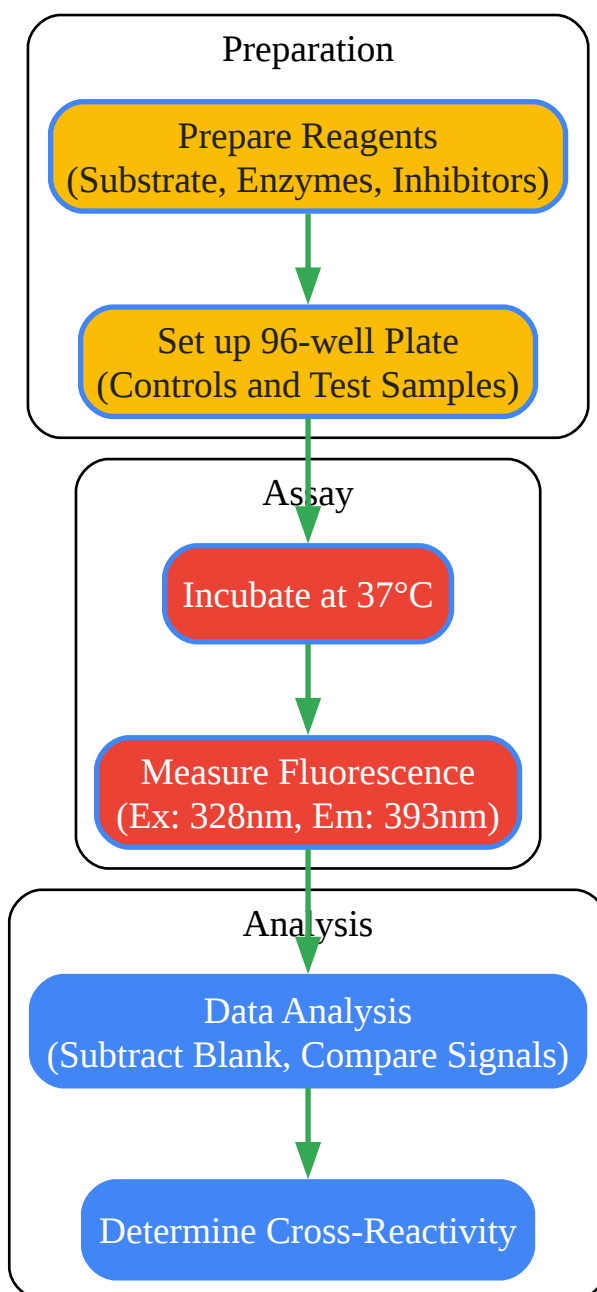 Preparation
Prepare Reagents
(Substrate, Enzymes, Inhibitors)
Set up 96-well Plate
(Controls and Test Samples)
Assay
Incubate at 37°C
Measure Fluorescence
(Ex: 328nm, Em: 393nm)
Analysis
Data Analysis
(Subtract Blank, Compare Signals)
Determine Cross-Reactivity